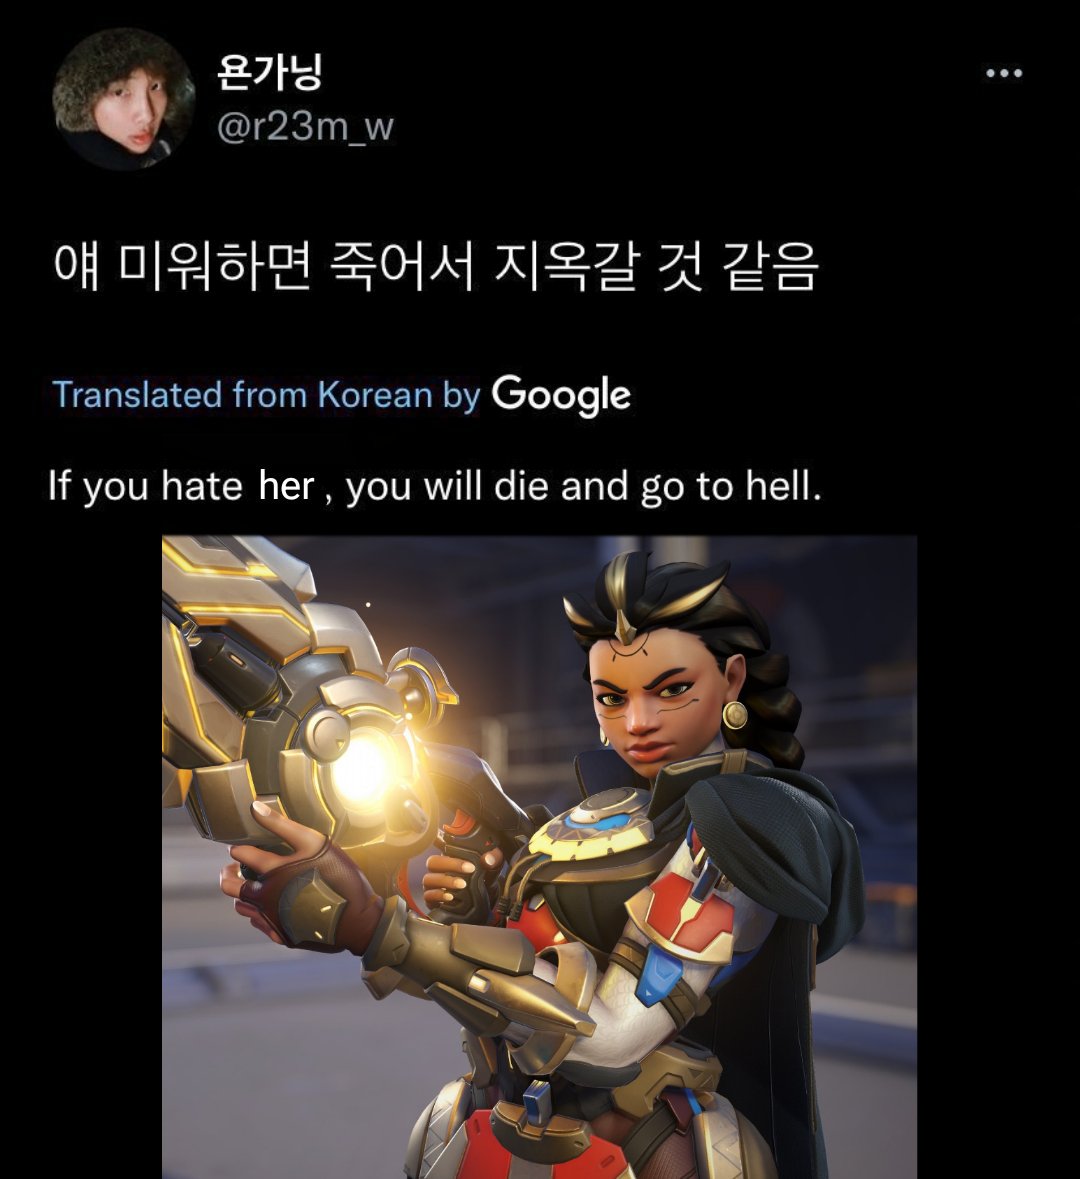 욘가닝
@r23m_w
얘 미워하면 죽어서 지옥갈 것 같음
Translated from Korean by Google
If you hate her , you will die and go to hell.